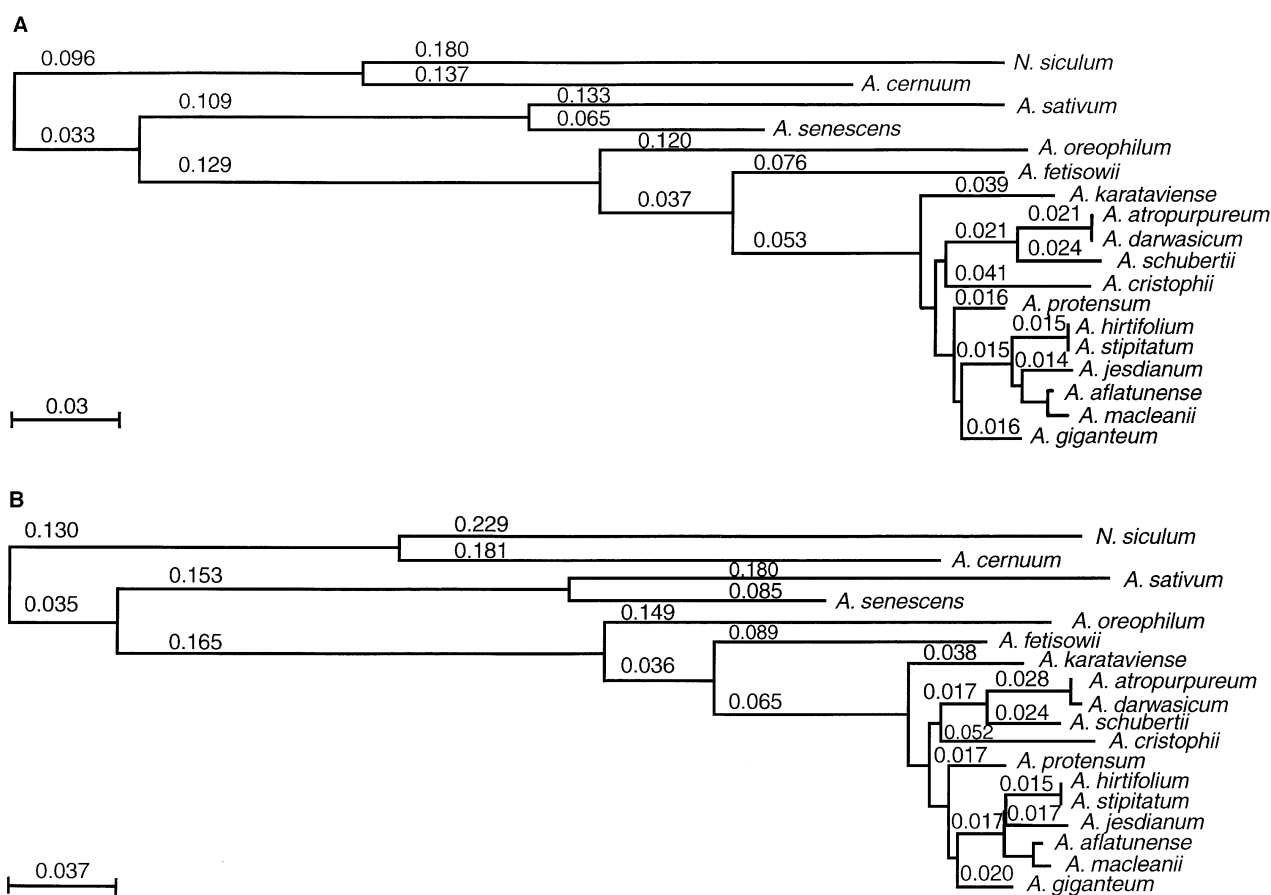 A
0.096
0.180
N. siculum
0.137
A. cernuum
0.109
0.133
A. sativum
0.033
0.065
A. senescens
0.129
0.120
A. oreophilum
0.037
0.076
A. fetisowii
0.053
0.039
A. karataviense
0.021
0.021
A. atropurpureum
A. darwasicum
0.024
A. schubertii
0.041
A. cristophii
0.016
A. protensum
0.015
0.015
A. hirtifolium
A. stipitatum
0.014
A. jesdianum
A. aflatunense
A. macleanii
0.016
A. giganteum
0.03
B
0.130
0.229
N. siculum
0.181
A. cernuum
0.153
0.180
A. sativum
0.035
0.085
A. senescens
0.165
0.149
A. oreophilum
0.036
0.089
A. fetisowii
0.065
0.038
A. karataviense
0.017
0.028
A. atropurpureum
A. darwasicum
0.024
A. schubertii
0.052
A. cristophii
0.017
A. protensum
0.017
0.015
A. hirtifolium
A. stipitatum
0.017
A. jesdianum
A. aflatunense
A. macleanii
0.020
A. giganteum
0.037